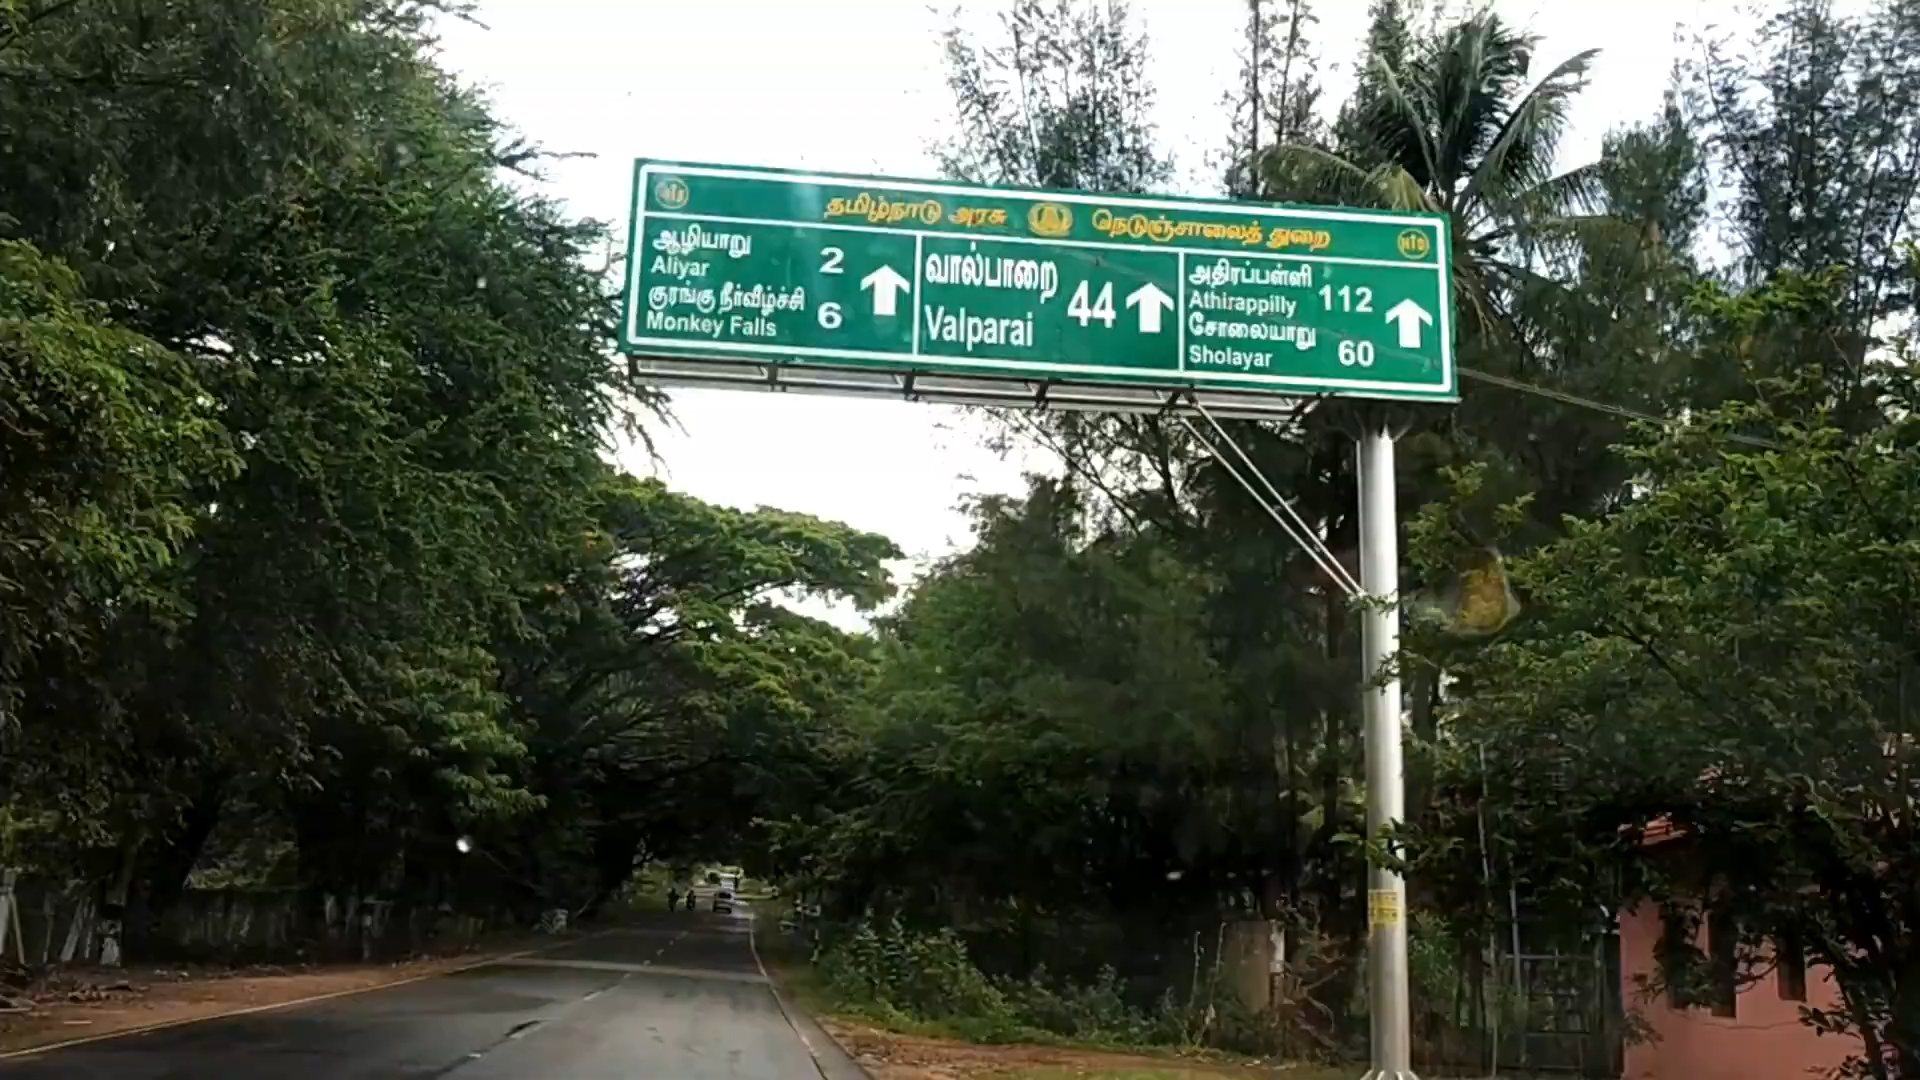 தமிழ்நாடு அரசு நெடுஞ்சாலைத் துறை
ஆழியாறு 2
Aliyar
குரங்கு நீர்வீழ்ச்சி 6
Monkey Falls
வால்பாறை 44
Valparai
அதிரப்பள்ளி 112
Athirappilly
சோலையாறு 60
Sholayar